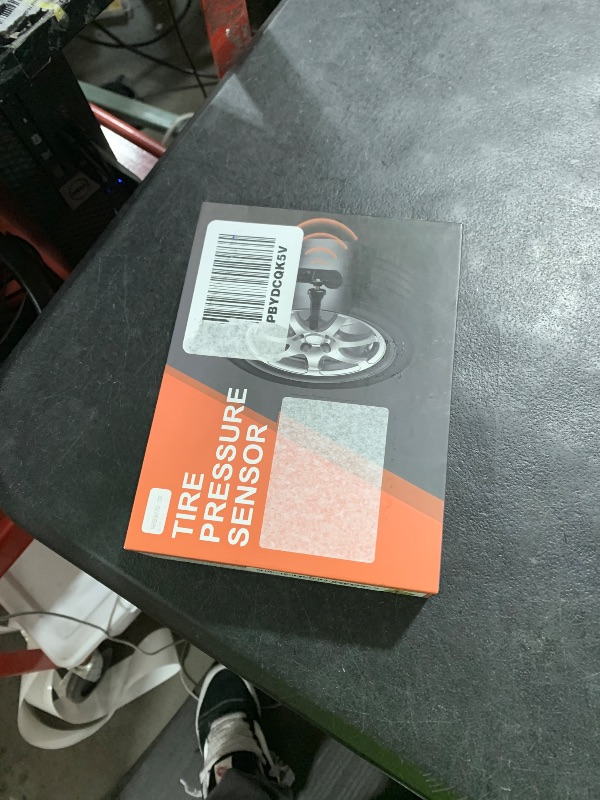 PBYDCQK5V
TIRE
PRESSURE
SENSOR